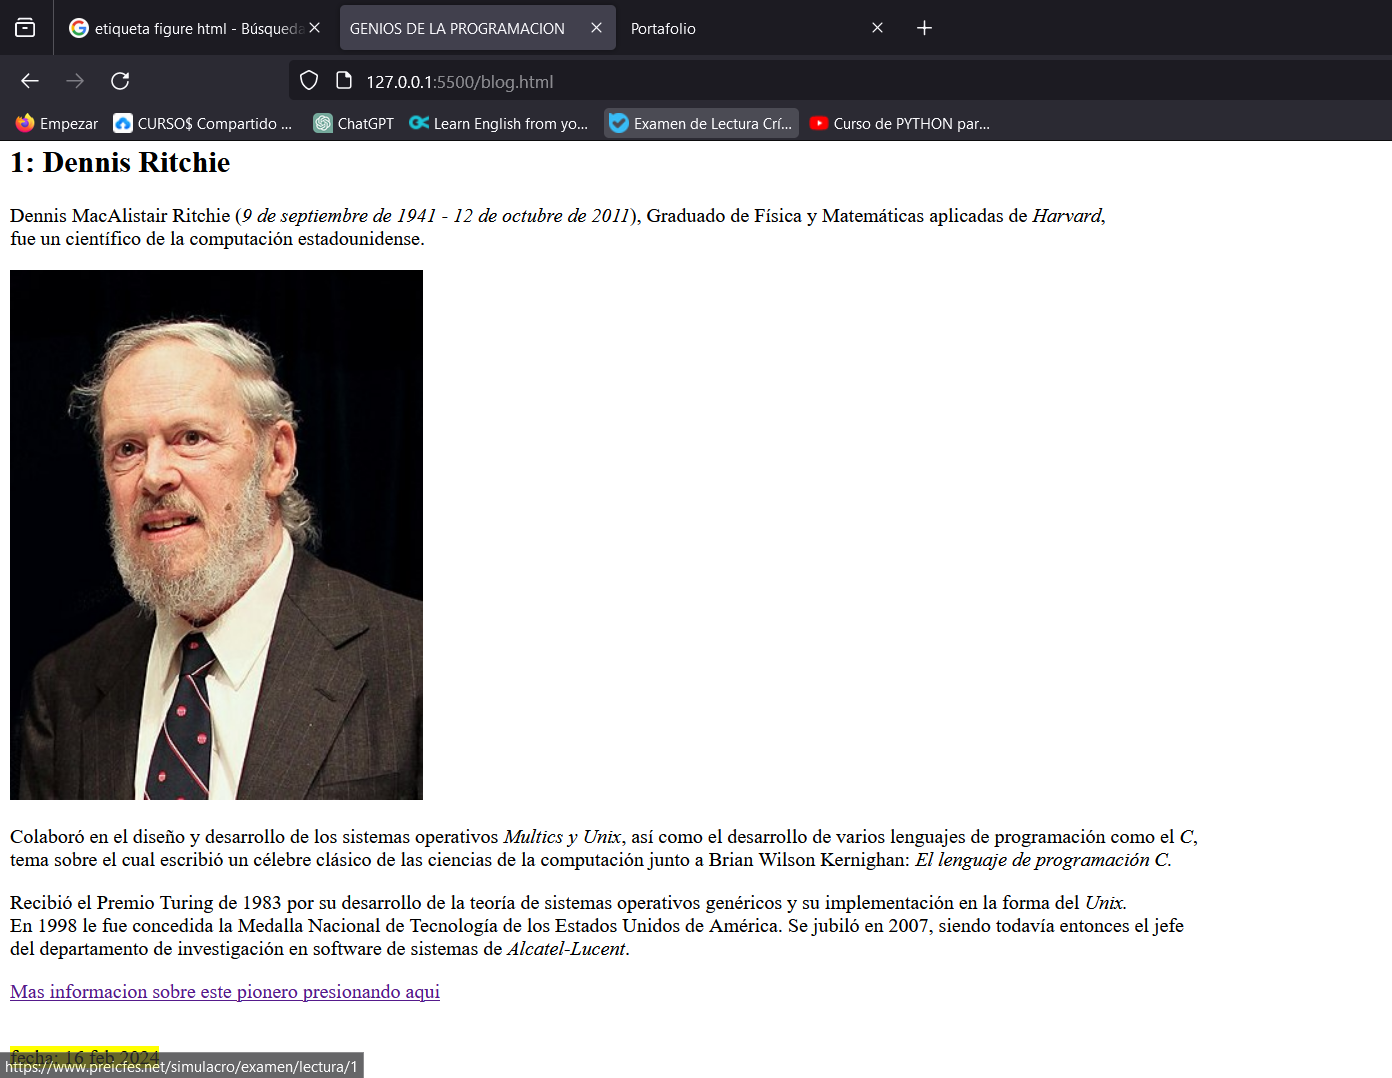 etiqueta figure html - Búsqueda
GENIOS DE LA PROGRAMACION
Portafolio
127.0.0.1:5500/blog.html
Empezar
CURSO$ Compartido ...
ChatGPT
Learn English from yo...
Examen de Lectura Crí...
Curso de PYTHON par...
1: Dennis Ritchie
Dennis MacAlistair Ritchie (9 de septiembre de 1941 - 12 de octubre de 2011), Graduado de Física y Matemáticas aplicadas de Harvard,
fue un científico de la computación estadounidense.
Colaboró en el diseño y desarrollo de los sistemas operativos Multics y Unix, así como el desarrollo de varios lenguajes de programación como el C,
tema sobre el cual escribió un célebre clásico de las ciencias de la computación junto a Brian Wilson Kernighan: El lenguaje de programación C.
Recibió el Premio Turing de 1983 por su desarrollo de la teoría de sistemas operativos genéricos y su implementación en la forma del Unix.
En 1998 le fue concedida la Medalla Nacional de Tecnología de los Estados Unidos de América. Se jubiló en 2007, siendo todavía entonces el jefe
del departamento de investigación en software de sistemas de Alcatel-Lucent.
Mas informacion sobre este pionero presionando aqui
fecha: 16 feb 2024
https://www.preicfes.net/simulacro/examen/lectura/1